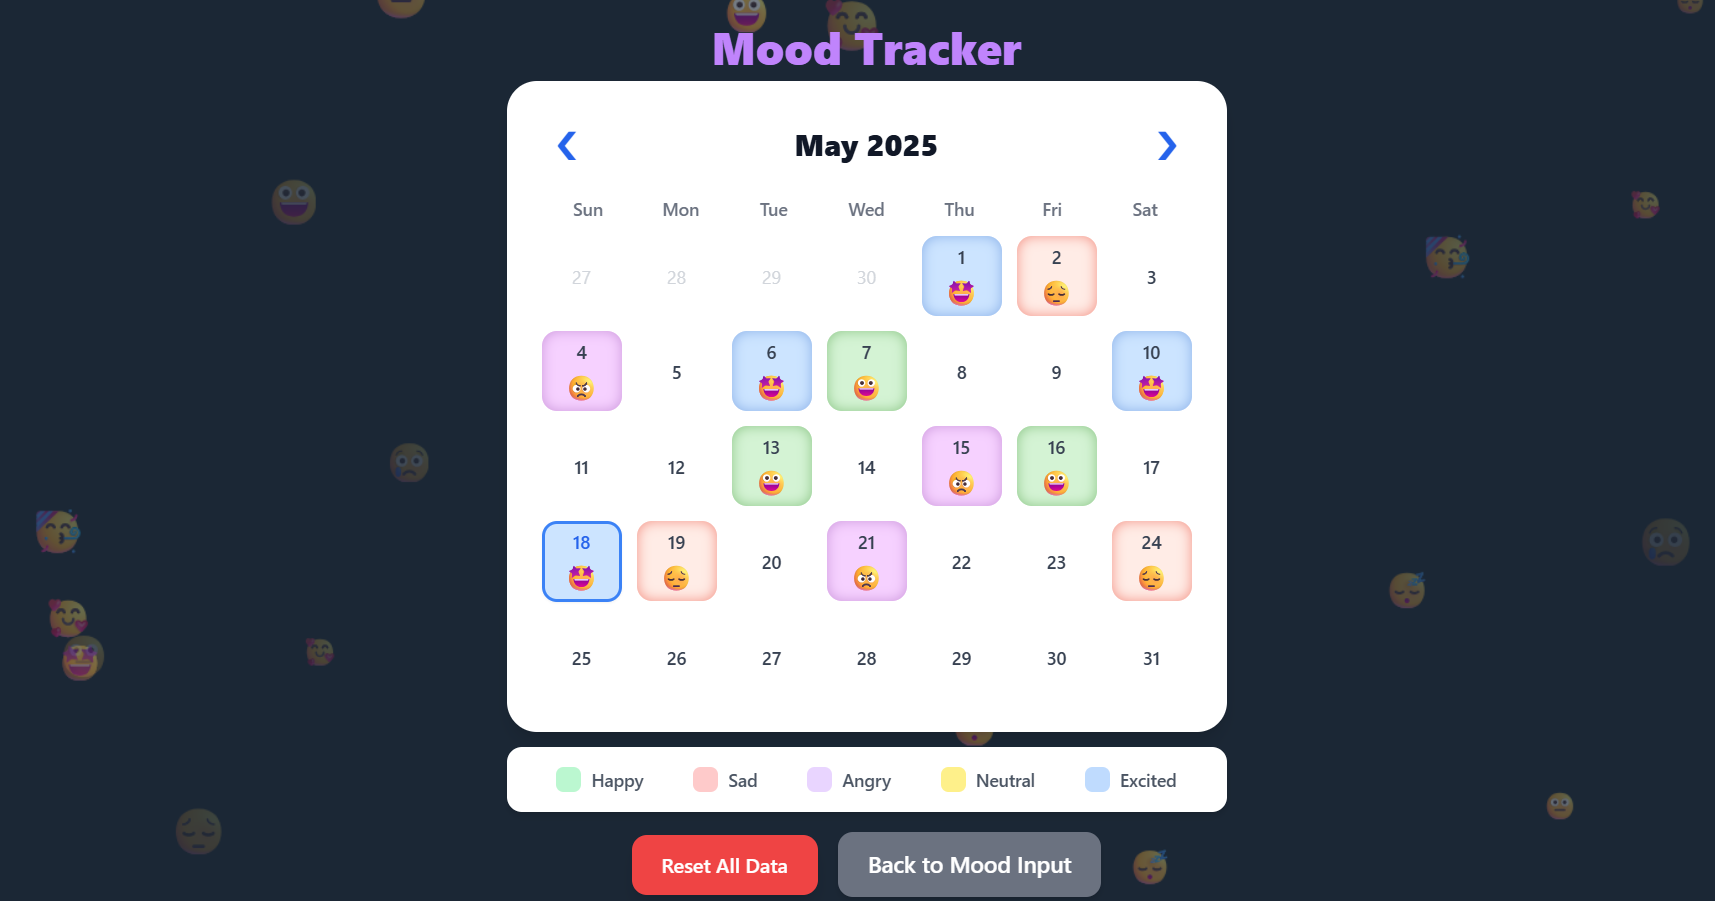 Mood Tracker
❮ May 2025 ❯
Sun Mon Tue Wed Thu Fri Sat
27 28 29 30 1 2 3
4 5 6 7 8 9 10
11 12 13 14 15 16 17
18 19 20 21 22 23 24
25 26 27 28 29 30 31
Happy Sad Angry Neutral Excited
Reset All Data Back to Mood Input